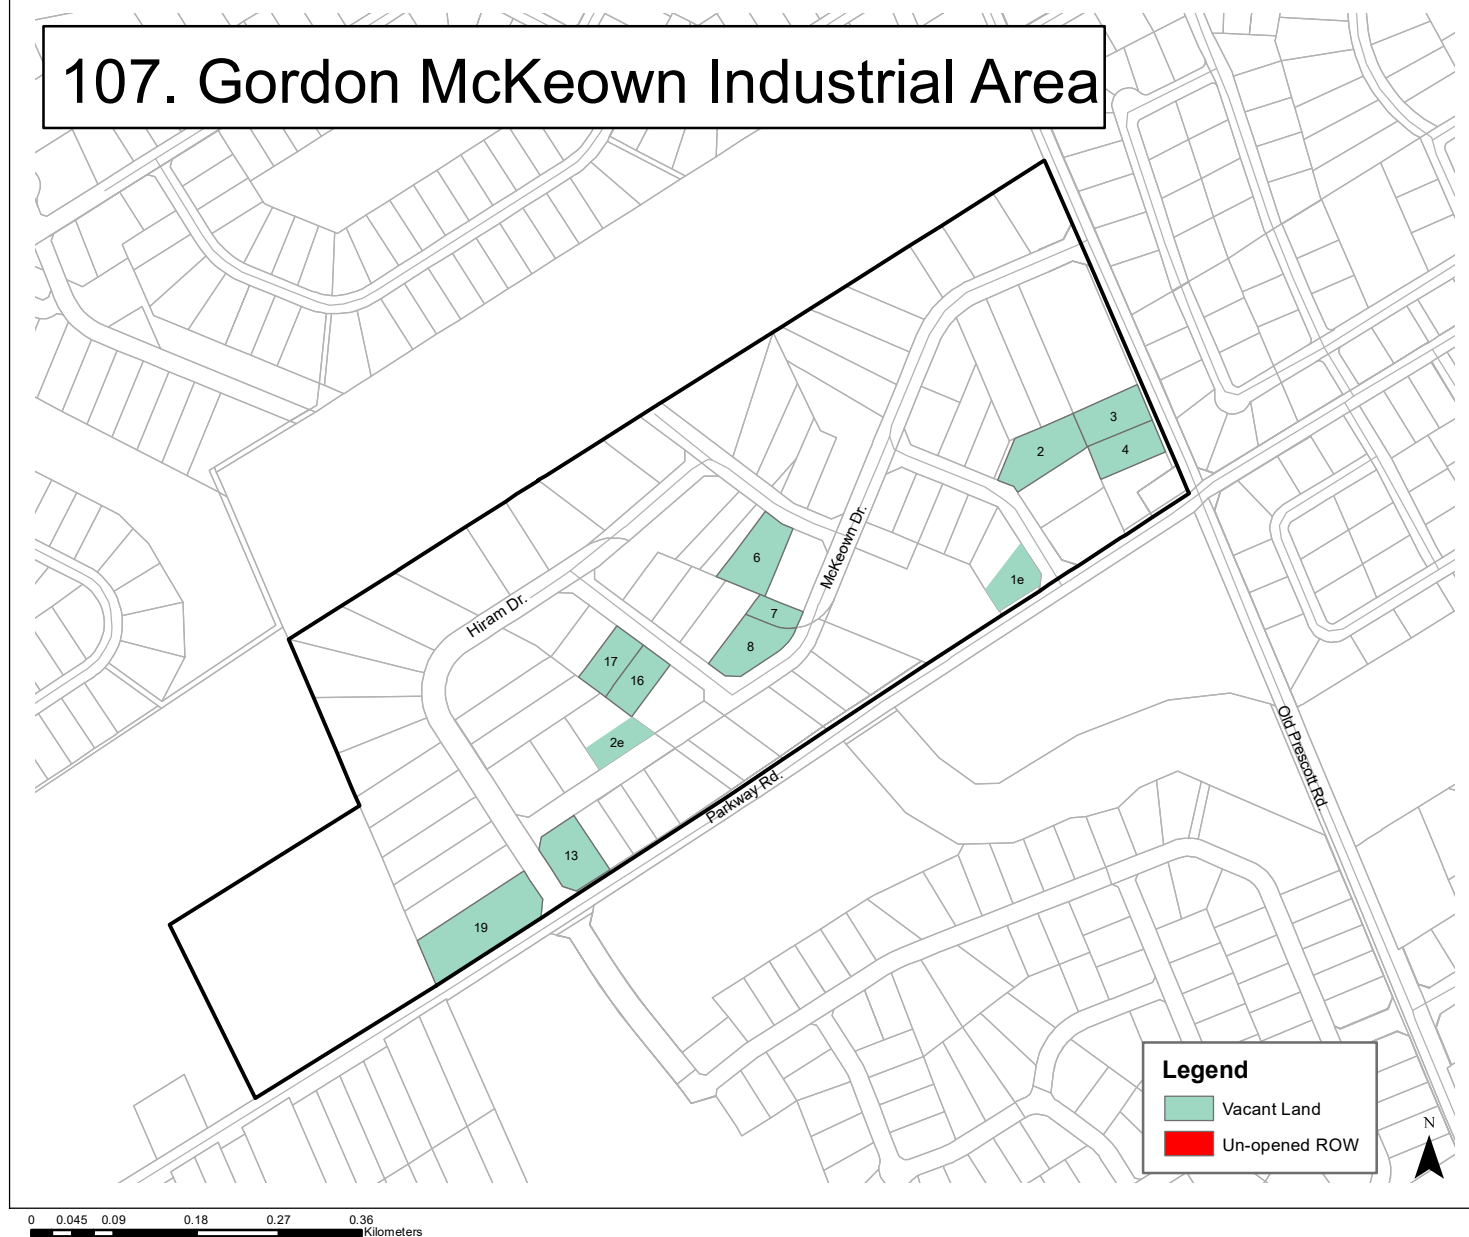 107. Gordon McKeown Industrial Area
3
2
4
McKeown Dr.
6
1e
Hiram Dr.
7
8
17
16
2e
Old Prescott Rd.
Parkway Rd.
13
19
Legend
Vacant Land
Un-opened ROW
N
0 0.045 0.09 0.18 0.27 0.36
Kilometers